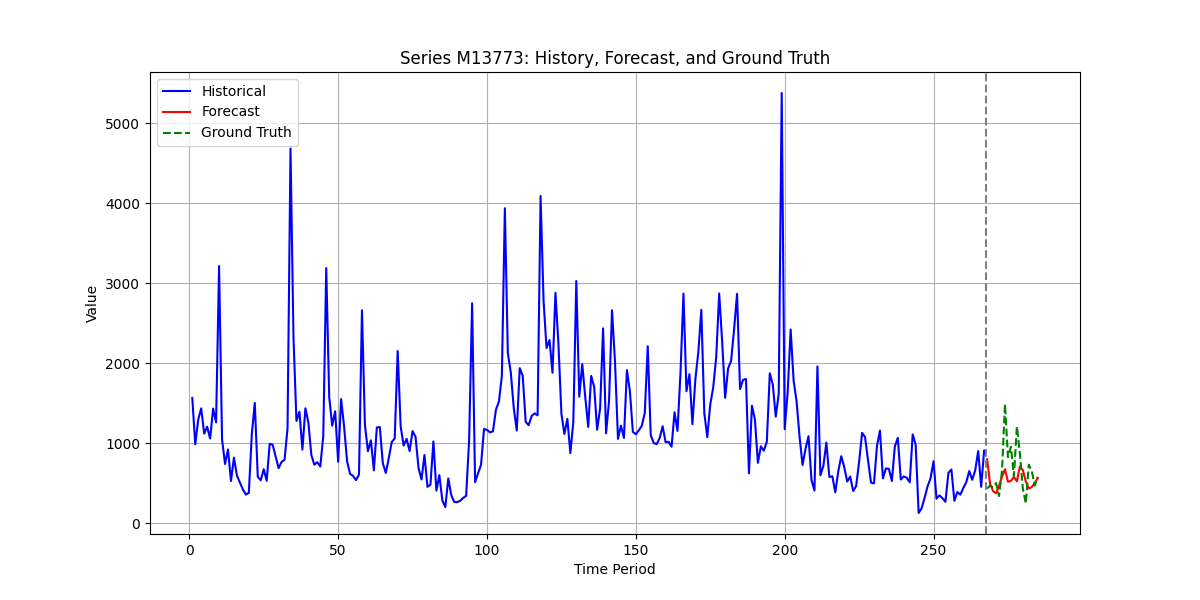 Series M13773: History, Forecast, and Ground Truth
Historical
Forecast
Ground Truth
5000
4000
3000
2000
1000
0
Value
0 50 100 150 200 250
Time Period